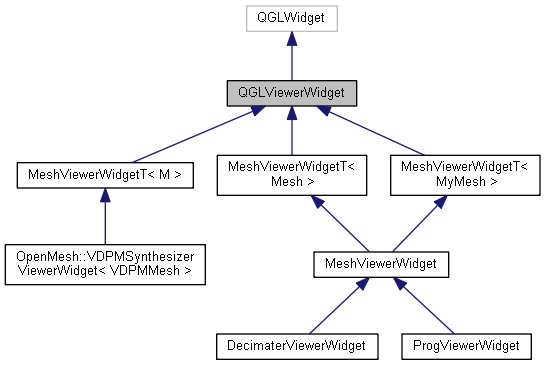 QGLWidget
QGLViewerWidget
MeshViewerWidgetT< M >
MeshViewerWidgetT<
Mesh >
MeshViewerWidgetT<
MyMesh >
OpenMesh::VDPMSynthesizer
ViewerWidget< VDPMMesh >
MeshViewerWidget
DecimaterViewerWidget
ProgViewerWidget